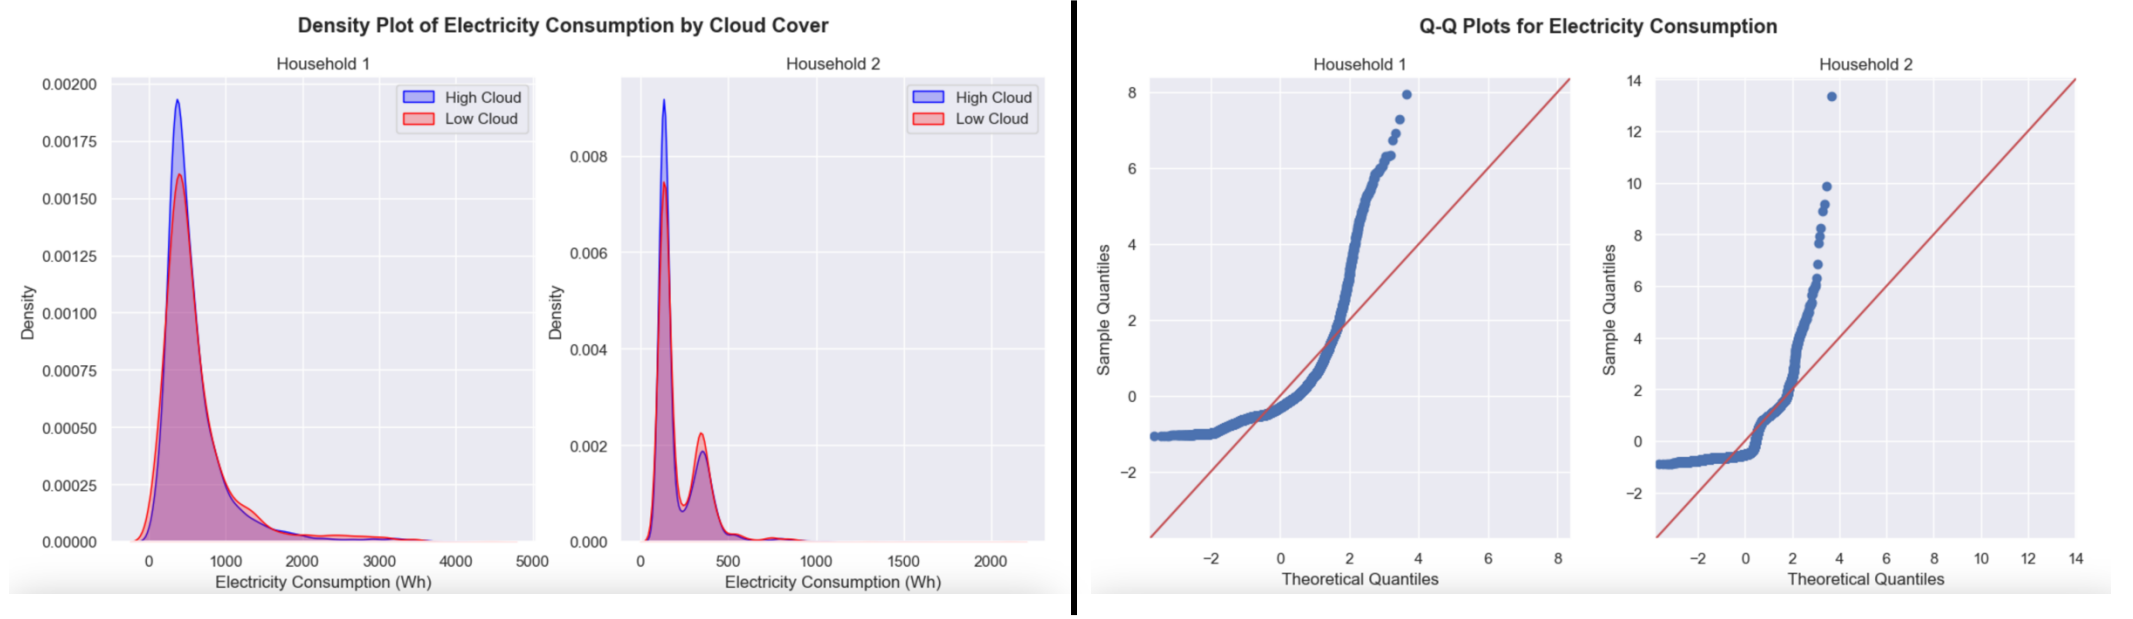 Density Plot of Electricity Consumption by Cloud Cover
Household 1
0.00200
0.00175
0.00150
0.00125
0.00100
0.00075
0.00050
0.00025
0.00000
Density
High Cloud
Low Cloud
0 1000 2000 3000 4000 5000
Electricity Consumption (Wh)
Household 2
0.008
0.006
0.004
0.002
0.000
Density
High Cloud
Low Cloud
0 500 1000 1500 2000
Electricity Consumption (Wh)
Q-Q Plots for Electricity Consumption
Household 1
8
6
4
2
0
−2
Sample Quantiles
−2 0 2 4 6 8
Theoretical Quantiles
Household 2
14
12
10
8
6
4
2
0
−2
Sample Quantiles
−2 0 2 4 6 8 10 12 14
Theoretical Quantiles